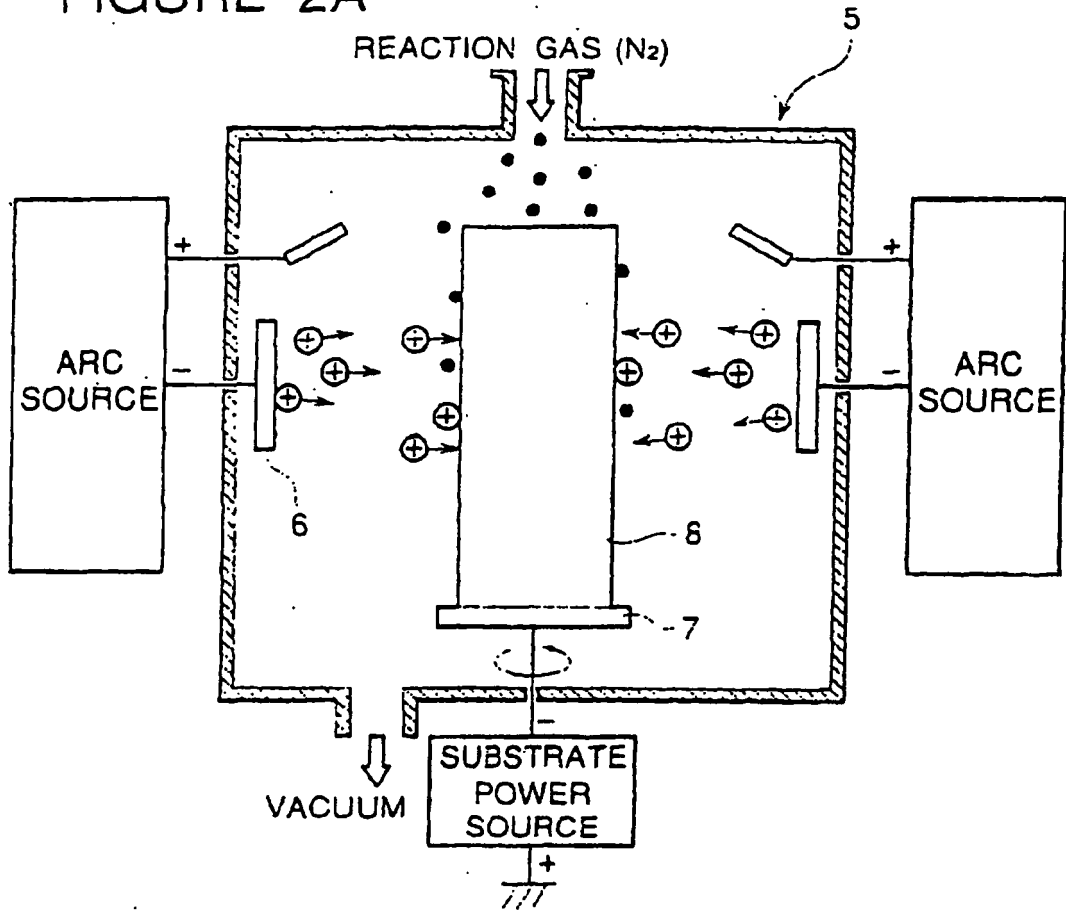 FIGURE 2A
5
REACTION GAS (N2)
+
+
ARC
SOURCE
−
−
ARC
SOURCE
6
8
7
−
SUBSTRATE
POWER
SOURCE
VACUUM
+